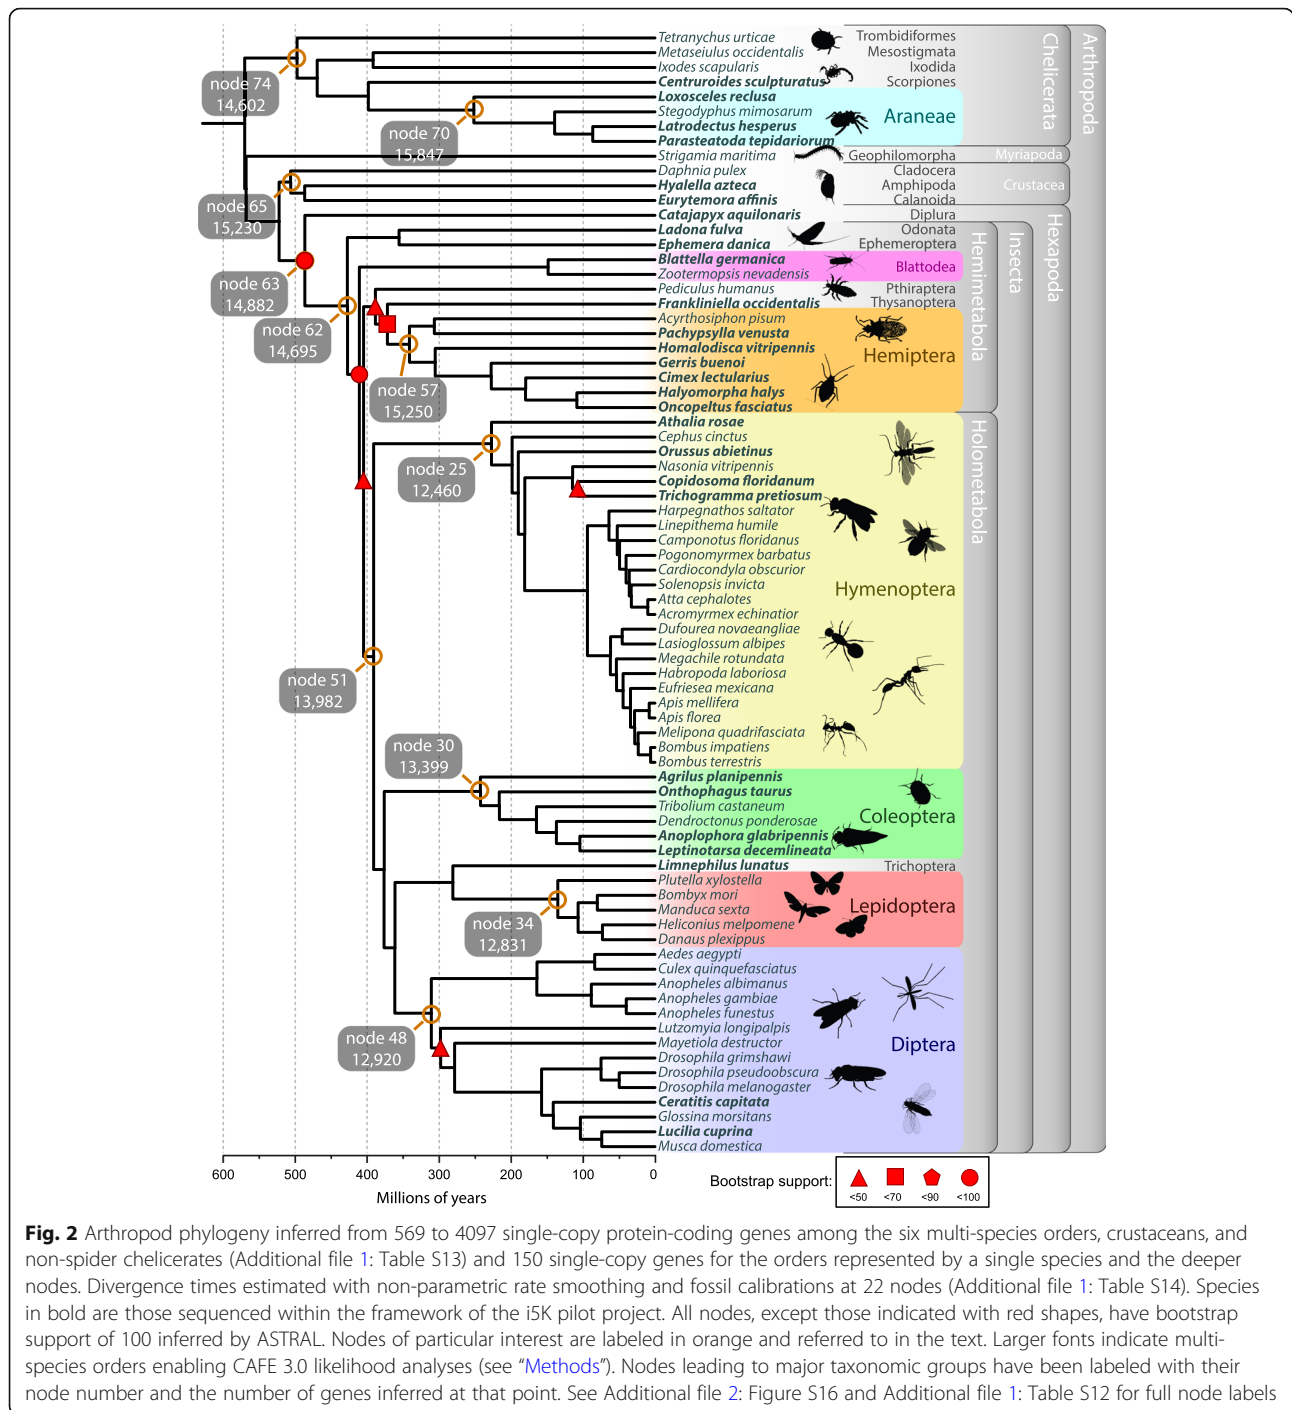 Tetranychus urticae Trombidiformes
Metaseiulus occidentalis Mesostigmata
Ixodes scapularis Ixodida
Centruroides sculpturatus Scorpiones
Loxosceles reclusa
Stegodyphus mimosarum
Latrodectus hesperus
Parasteatoda tepidariorum
Araneae
Strigamia maritima Geophilomorpha
Daphnia pulex Cladocera
Hyalella azteca Amphipoda
Eurytemora affinis Calanoida
Catajapyx aquilonaris Diplura
Ladona fulva Odonata
Ephemera danica Ephemeroptera
Blattella germanica
Zootermopsis nevadensis
Blattodea
Pediculus humanus Pthiraptera
Frankliniella occidentalis Thysanoptera
Acyrthosiphon pisum
Pachypsylla venusta
Homalodisca vitripennis
Gerris buenoi
Cimex lectularius
Halyomorpha halys
Oncopeltus fasciatus
Hemiptera
Athalia rosae
Cephus cinctus
Orussus abietinus
Nasonia vitripennis
Copidosoma floridanum
Trichogramma pretiosum
Harpegnathos saltator
Linepithema humile
Camponotus floridanus
Pogonomyrmex barbatus
Cardiocondyla obscurior
Solenopsis invicta
Atta cephalotes
Acromyrmex echinatior
Dufourea novaeangliae
Lasioglossum albipes
Megachile rotundata
Habropoda laboriosa
Eufriesea mexicana
Apis mellifera
Apis florea
Melipona quadrifasciata
Bombus impatiens
Bombus terrestris
Hymenoptera
Agrilus planipennis
Onthophagus taurus
Tribolium castaneum
Dendroctonus ponderosae
Anoplophora glabripennis
Leptinotarsa decemlineata
Coleoptera
Limnephilus lunatus Trichoptera
Plutella xylostella
Bombyx mori
Manduca sexta
Heliconius melpomene
Danaus plexippus
Lepidoptera
Aedes aegypti
Culex quinquefasciatus
Anopheles albimanus
Anopheles gambiae
Anopheles funestus
Lutzomyia longipalpis
Mayetiola destructor
Drosophila grimshawi
Drosophila pseudoobscura
Drosophila melanogaster
Ceratitis capitata
Glossina morsitans
Lucilia cuprina
Musca domestica
Diptera
Arthropoda
Chelicerata
Myriapoda
Crustacea
Hexapoda
Insecta
Hemimetabola
Holometabola
node 74
14,602
node 70
15,847
node 65
15,230
node 63
14,882
node 62
14,695
node 57
15,250
node 25
12,460
node 51
13,982
node 30
13,399
node 34
12,831
node 48
12,920
600 500 400 300 200 100 0
Millions of years
Bootstrap support:
<50 <70 <90 <100
Fig. 2 Arthropod phylogeny inferred from 569 to 4097 single-copy protein-coding genes among the six multi-species orders, crustaceans, and
non-spider chelicerates (Additional file 1: Table S13) and 150 single-copy genes for the orders represented by a single species and the deeper
nodes. Divergence times estimated with non-parametric rate smoothing and fossil calibrations at 22 nodes (Additional file 1: Table S14). Species
in bold are those sequenced within the framework of the i5K pilot project. All nodes, except those indicated with red shapes, have bootstrap
support of 100 inferred by ASTRAL. Nodes of particular interest are labeled in orange and referred to in the text. Larger fonts indicate multi-
species orders enabling CAFE 3.0 likelihood analyses (see “Methods”). Nodes leading to major taxonomic groups have been labeled with their
node number and the number of genes inferred at that point. See Additional file 2: Figure S16 and Additional file 1: Table S12 for full node labels